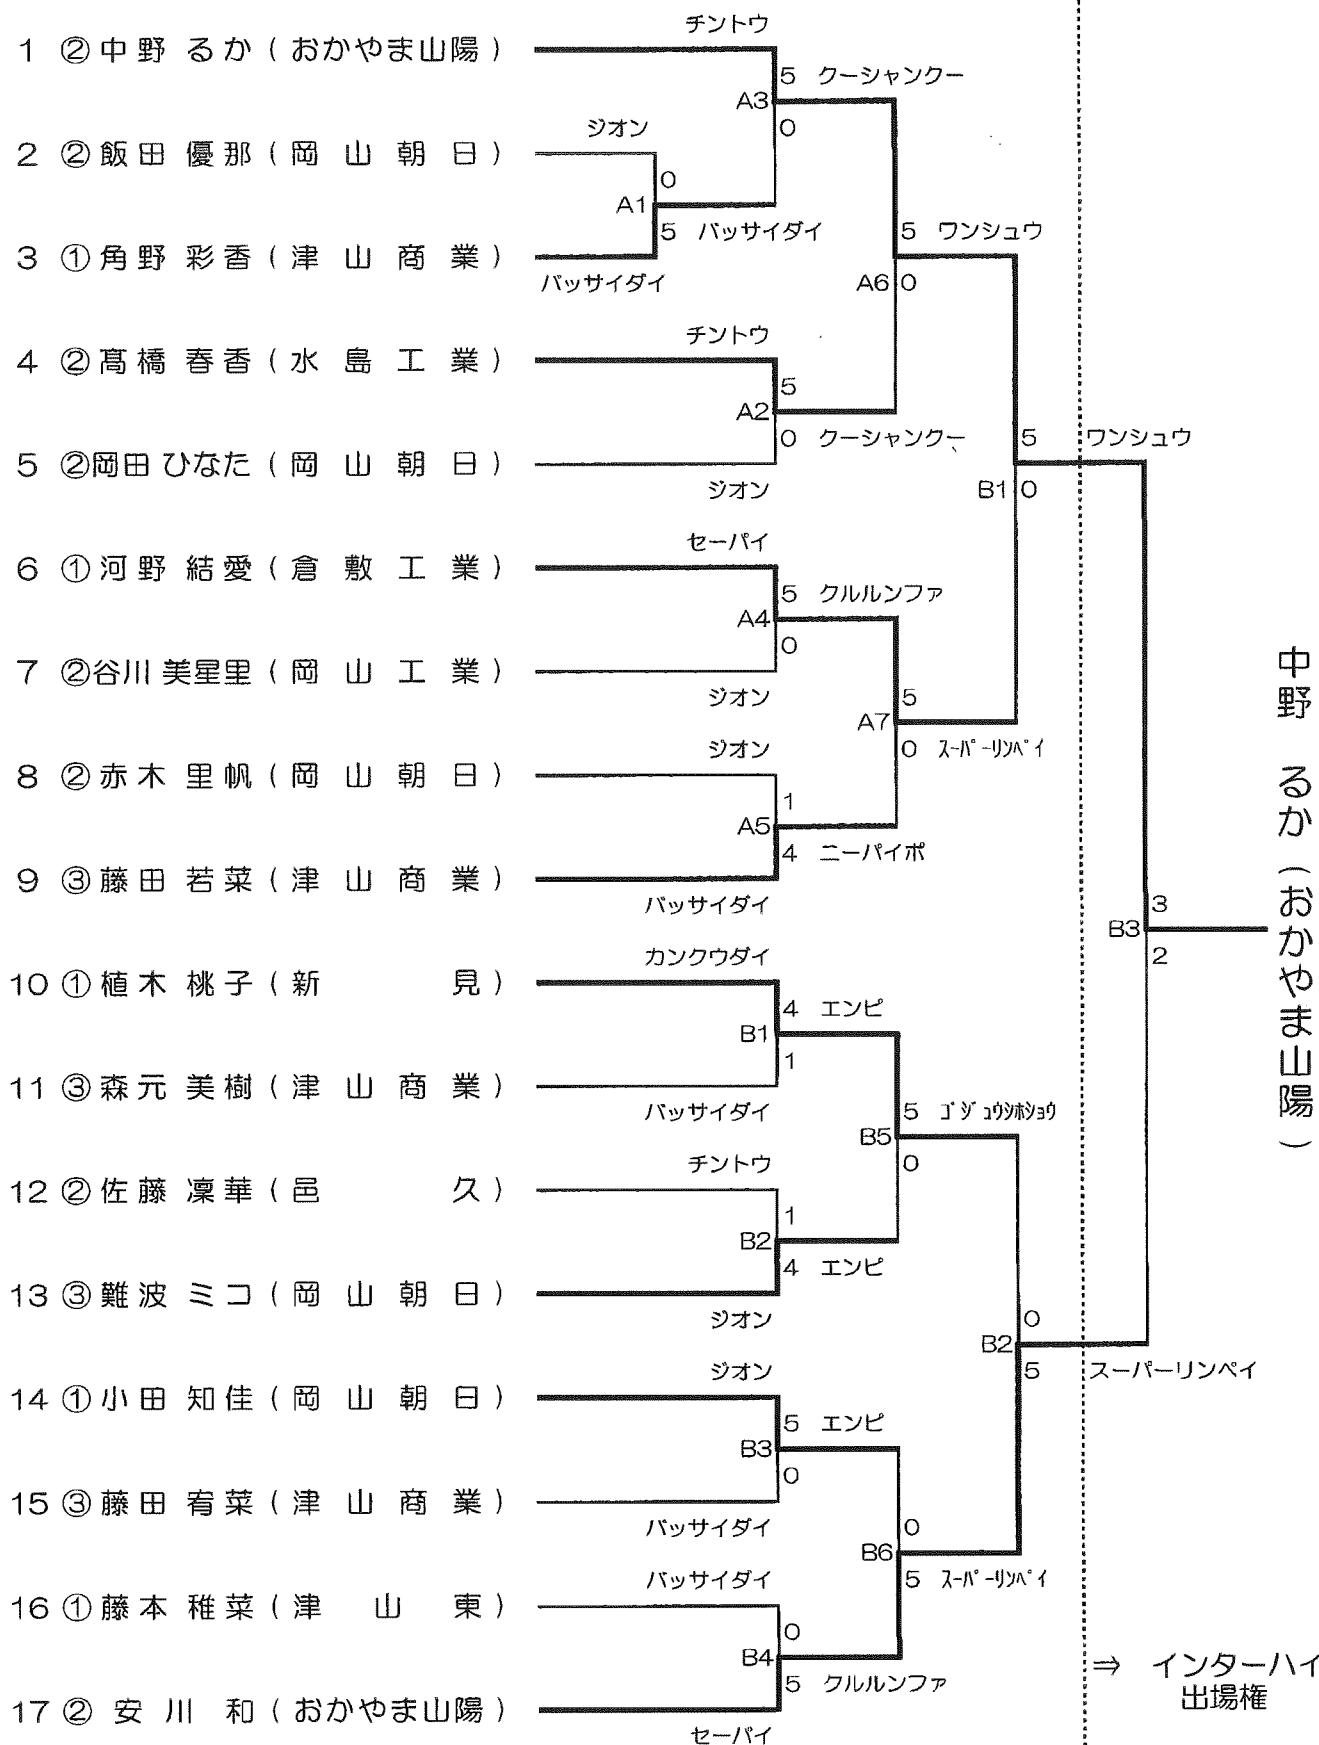 チントウ
1 ②中野 るか（おかやま山陽）
5 クーシャンクー
A3
0
ジオン
2 ②飯田 優那（岡山朝日）
0
A1
5 バッサイダイ
5 ワンシュウ
3 ①角野 彩香（津山商業）
バッサイダイ
A6 0
チントウ
4 ②髙橋 春香（水島工業）
5
A2
0 クーシャンクー
5 ワンシュウ
5 ②岡田 ひなた（岡山朝日）
ジオン
B1 0
セーパイ
6 ①河野 結愛（倉敷工業）
5 クルルンファ
A4
0
7 ②谷川 美星里（岡山工業）
ジオン
5
A7
0 スーパーリンペイ
ジオン
8 ②赤木 里帆（岡山朝日）
1
A5
4 ニーパイポ
9 ③藤田 若菜（津山商業）
バッサイダイ
3
B3
2
中野 るか（おかやま山陽）
カンクウダイ
10 ①植木 桃子（新見）
4 エンピ
B1
1
11 ③森元 美樹（津山商業）
バッサイダイ
5 ゴジュウシホショウ
B5
0
チントウ
12 ②佐藤 凜華（邑久）
1
B2
4 エンピ
13 ③難波 ミコ（岡山朝日）
ジオン
0
B2
5 スーパーリンペイ
ジオン
14 ①小田 知佳（岡山朝日）
5 エンピ
B3
0
15 ③藤田 宥菜（津山商業）
バッサイダイ
0
B6
5 スーパーリンペイ
バッサイダイ
16 ①藤本 稚菜（津山東）
0
B4
5 クルルンファ
17 ② 安川 和（おかやま山陽）
セーパイ
⇒ インターハイ
出場権